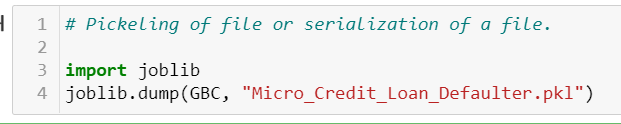 1 # Pickeling of file or serialization of a file.
2
3 import joblib
4 joblib.dump(GBC, "Micro_Credit_Loan_Defaulter.pkl")